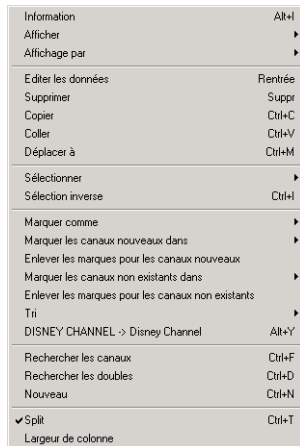 Information Alt+I
Afficher
Affichage par
Editer les données Rentrée
Supprimer Suppr
Copier Ctrl+C
Coller Ctrl+V
Déplacer à Ctrl+M
Sélectionner
Sélection inverse Ctrl+I
Marquer comme
Marquer les canaux nouveaux dans
Enlever les marques pour les canaux nouveaux
Marquer les canaux non existants dans
Enlever les marques pour les canaux non existants
Tri
DISNEY CHANNEL -> Disney Channel Alt+Y
Rechercher les canaux Ctrl+F
Rechercher les doubles Ctrl+D
Nouveau Ctrl+N
Split Ctrl+T
Largeur de colonne